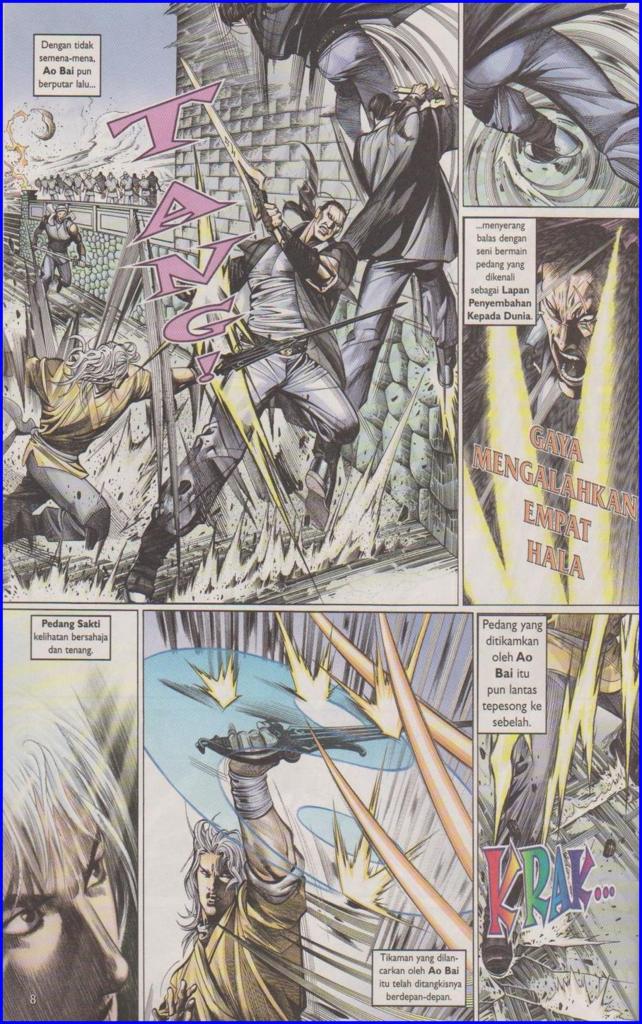 Dengan tidak
semena-mena,
Ao Bai pun
berputar lalu...
TANG!
...menyerang
balas dengan
seni bermain
pedang yang
dikenali
sebagai Lapan
Penyembahan
Kepada Dunia.
GAYA
MENGALAHKAN
EMPAT
HALA
Pedang Sakti
kelihatan bersahaja
dan tenang.
Tikaman yang dilan-
carkan oleh Ao Bai
itu telah ditangkisnya
berdepan-depan.
Pedang yang
ditikamkan
oleh Ao
Bai itu
pun lantas
tepesong ke
sebelah.
KRAK...
8